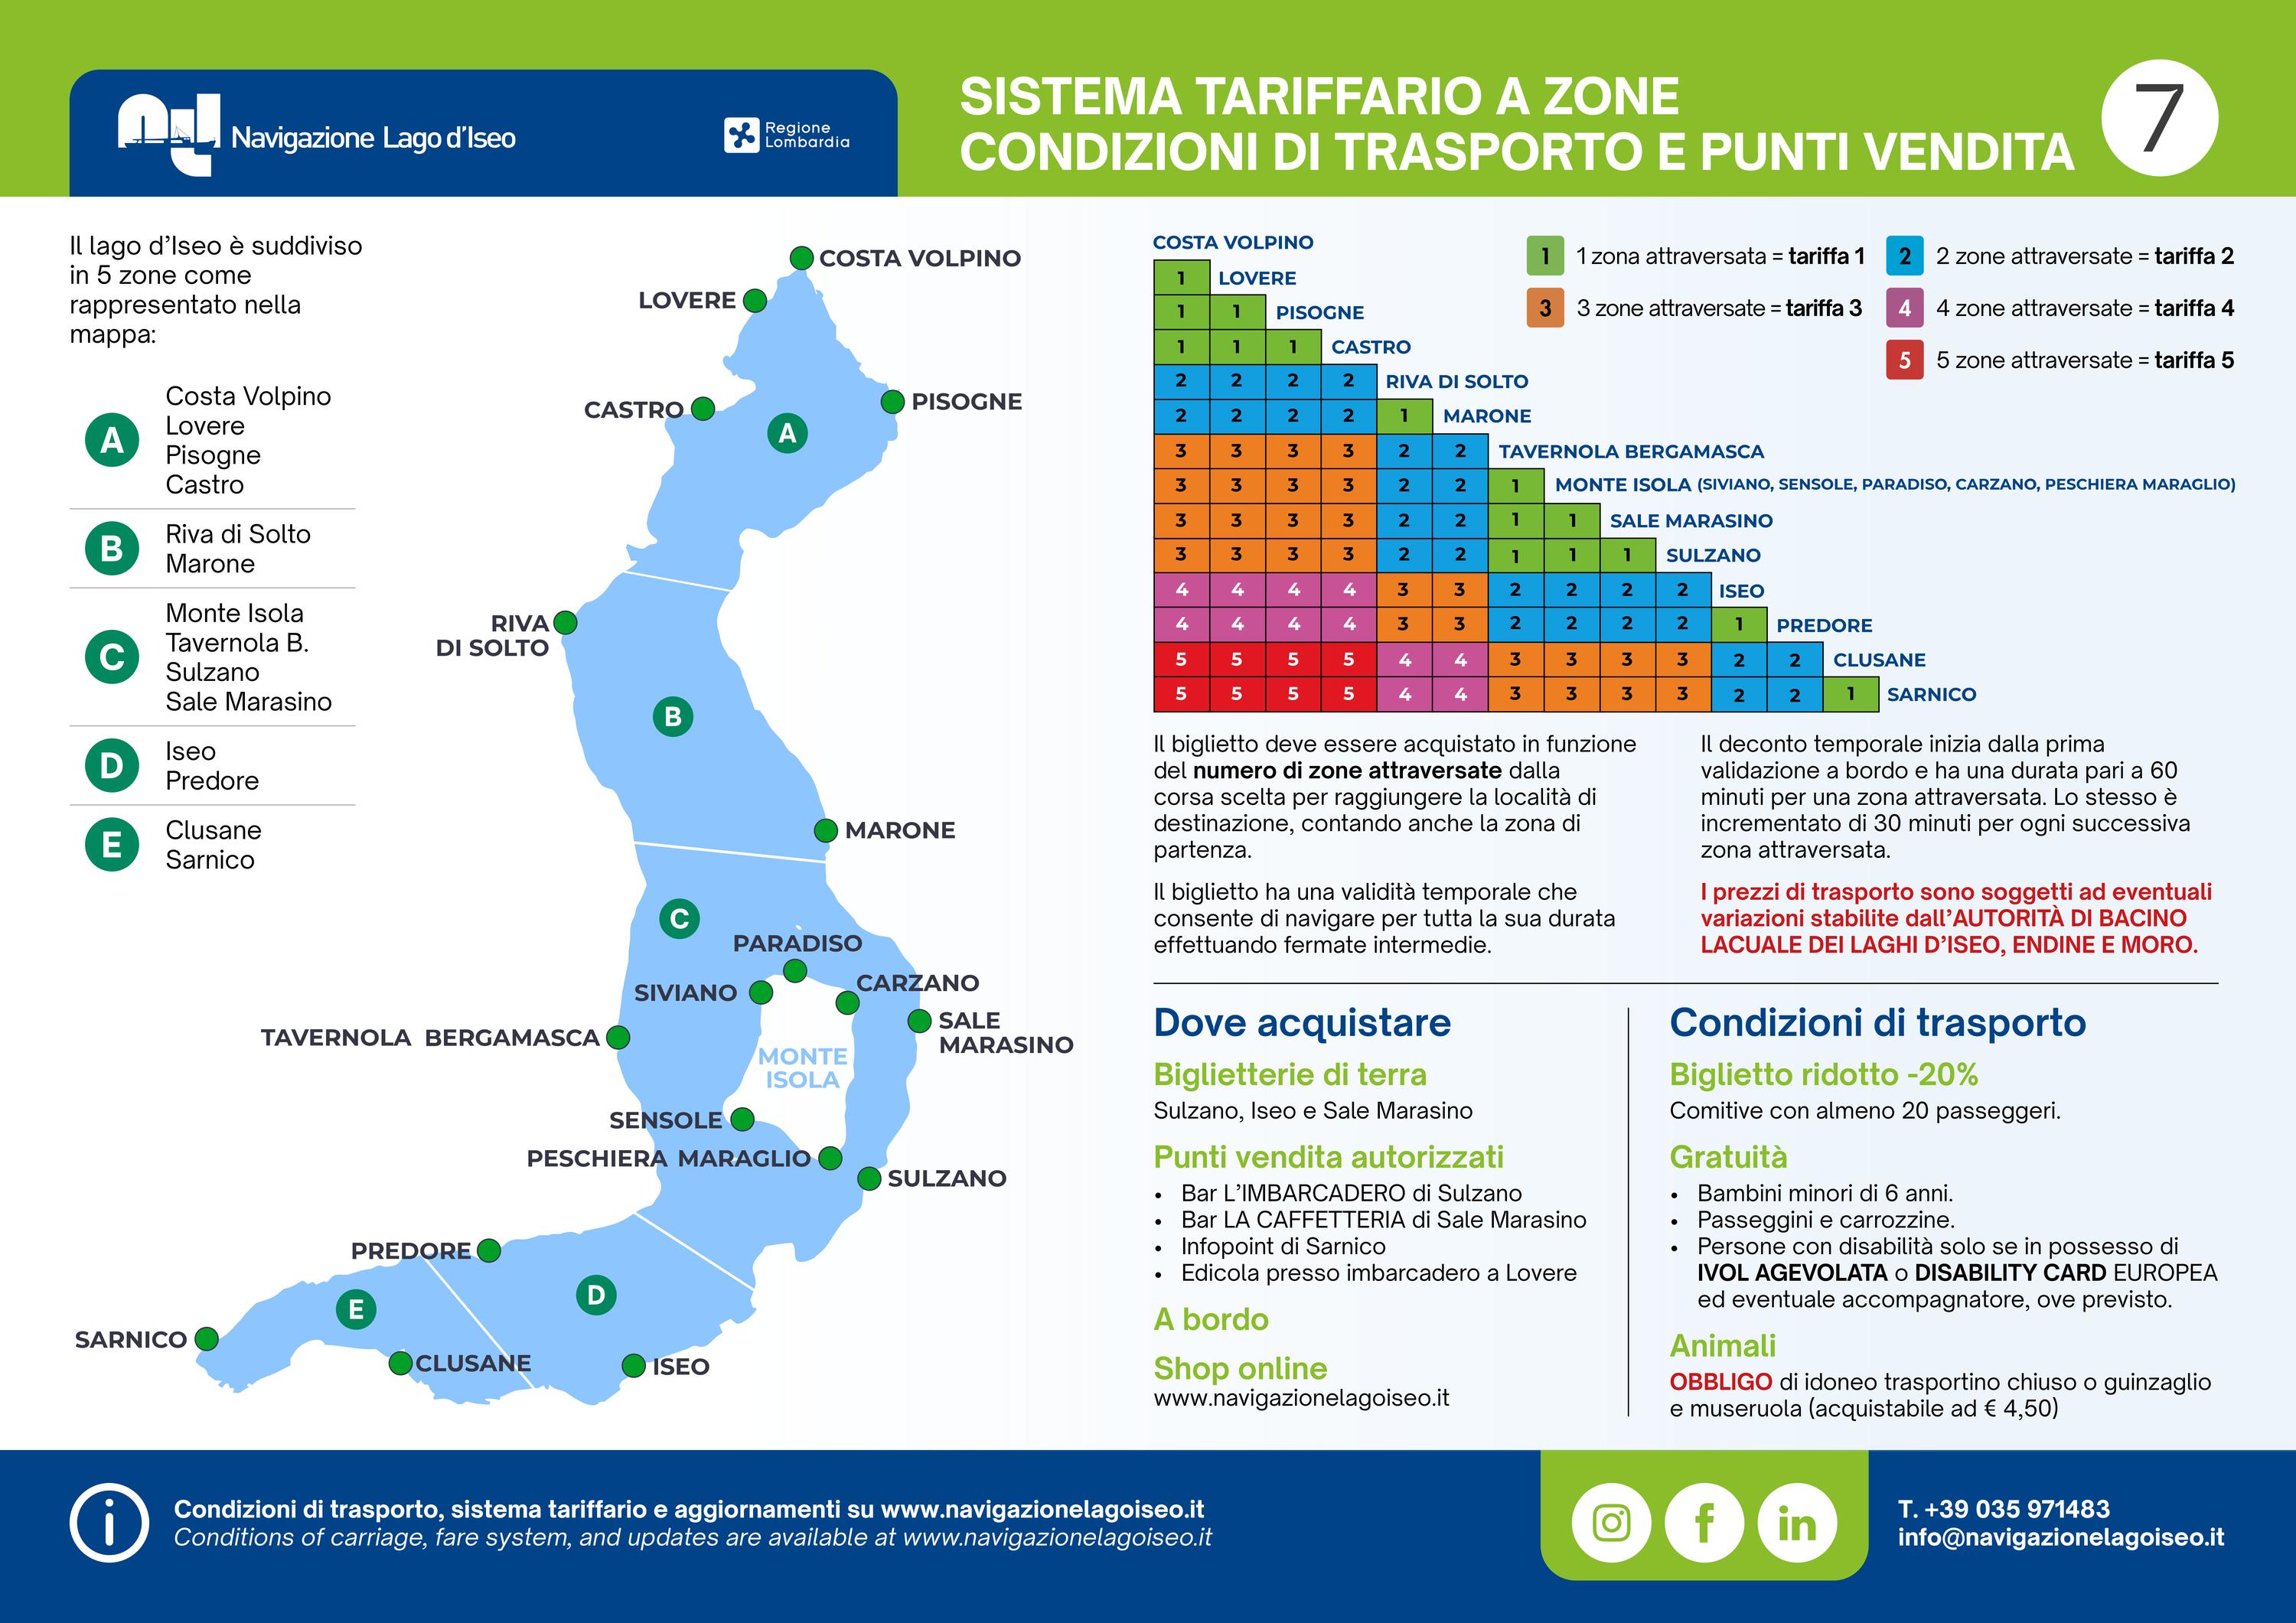 Navigazione Lago d'Iseo
Regione
Lombardia
SISTEMA TARIFFARIO A ZONE
CONDIZIONI DI TRASPORTO E PUNTI VENDITA
7
Il lago d'Iseo è suddiviso
in 5 zone come
rappresentato nella
mappa:
A
Costa Volpino
Lovere
Pisogne
Castro
B
Riva di Solto
Marone
C
Monte Isola
Tavernola B.
Sulzano
Sale Marasino
D
Iseo
Predore
E
Clusane
Sarnico
COSTA VOLPINO
LOVERE
CASTRO
PISOGNE
A
RIVA
DI SOLTO
B
MARONE
C
PARADISO
SIVIANO
CARZANO
SALE
MARASINO
TAVERNOLA BERGAMASCA
MONTE
ISOLA
SENSOLE
PESCHIERA MARAGLIO
SULZANO
PREDORE
D
E
SARNICO
CLUSANE
ISEO
1 1 zona attraversata = tariffa 1
2 2 zone attraversate = tariffa 2
3 3 zone attraversate = tariffa 3
4 4 zone attraversate = tariffa 4
5 5 zone attraversate = tariffa 5
COSTA VOLPINO
1 LOVERE
1 1 PISOGNE
1 1 1 CASTRO
2 2 2 2 RIVA DI SOLTO
2 2 2 2 1 MARONE
3 3 3 3 2 2 TAVERNOLA BERGAMASCA
3 3 3 3 2 2 1 MONTE ISOLA (SIVIANO, SENSOLE, PARADISO, CARZANO, PESCHIERA MARAGLIO)
3 3 3 3 2 2 1 1 SALE MARASINO
3 3 3 3 2 2 1 1 1 SULZANO
4 4 4 4 3 3 2 2 2 2 ISEO
4 4 4 4 3 3 2 2 2 2 1 PREDORE
5 5 5 5 4 4 3 3 3 3 2 2 CLUSANE
5 5 5 5 4 4 3 3 3 3 2 2 1 SARNICO
Il biglietto deve essere acquistato in funzione
del numero di zone attraversate dalla
corsa scelta per raggiungere la località di
destinazione, contando anche la zona di
partenza.
Il biglietto ha una validità temporale che
consente di navigare per tutta la sua durata
effettuando fermate intermedie.
Il deconto temporale inizia dalla prima
validazione a bordo e ha una durata pari a 60
minuti per una zona attraversata. Lo stesso è
incrementato di 30 minuti per ogni successiva
zona attraversata.
I prezzi di trasporto sono soggetti ad eventuali
variazioni stabilite dall'AUTORITÀ DI BACINO
LACUALE DEI LAGHI D'ISEO, ENDINE E MORO.
Dove acquistare
Biglietterie di terra
Sulzano, Iseo e Sale Marasino
Punti vendita autorizzati
• Bar L'IMBARCADERO di Sulzano
• Bar LA CAFFETTERIA di Sale Marasino
• Infopoint di Sarnico
• Edicola presso imbarcadero a Lovere
A bordo
Shop online
www.navigazionelagoiseo.it
Condizioni di trasporto
Biglietto ridotto -20%
Comitive con almeno 20 passeggeri.
Gratuità
• Bambini minori di 6 anni.
• Passeggini e carrozzine.
• Persone con disabilità solo se in possesso di
IVOL AGEVOLATA o DISABILITY CARD EUROPEA
ed eventuale accompagnatore, ove previsto.
Animali
OBBLIGO di idoneo trasportino chiuso o guinzaglio
e museruola (acquistabile ad € 4,50)
Condizioni di trasporto, sistema tariffario e aggiornamenti su www.navigazionelagoiseo.it
Conditions of carriage, fare system, and updates are available at www.navigazionelagoiseo.it
T. +39 035 971483
info@navigazionelagoiseo.it